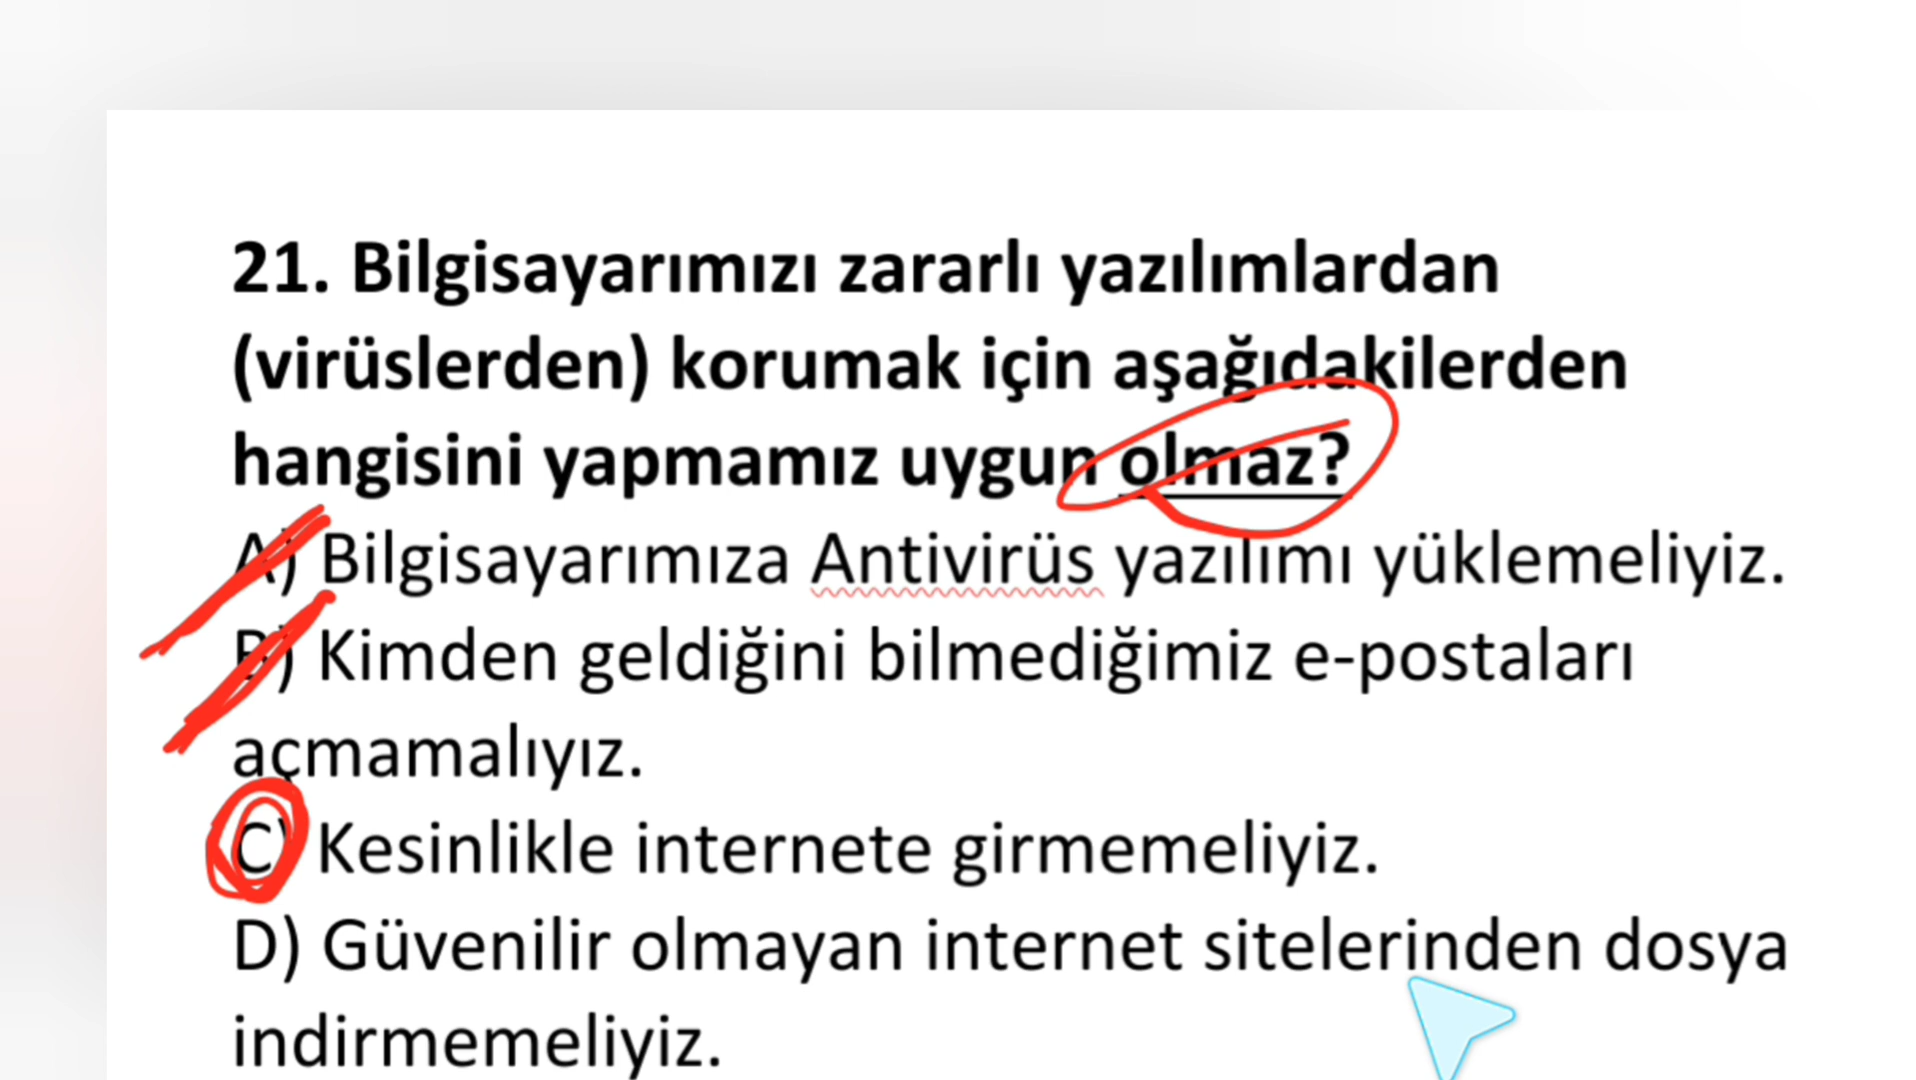 21. Bilgisayarımızı zararlı yazılımlardan
(virüslerden) korumak için aşağıdakilerden
hangisini yapmamız uygun olmaz?
A) Bilgisayarımıza Antivirüs yazılımı yüklemeliyiz.
B) Kimden geldiğini bilmediğimiz e-postaları
açmamalıyız.
C) Kesinlikle internete girmemeliyiz.
D) Güvenilir olmayan internet sitelerinden dosya
indirmemeliyiz.